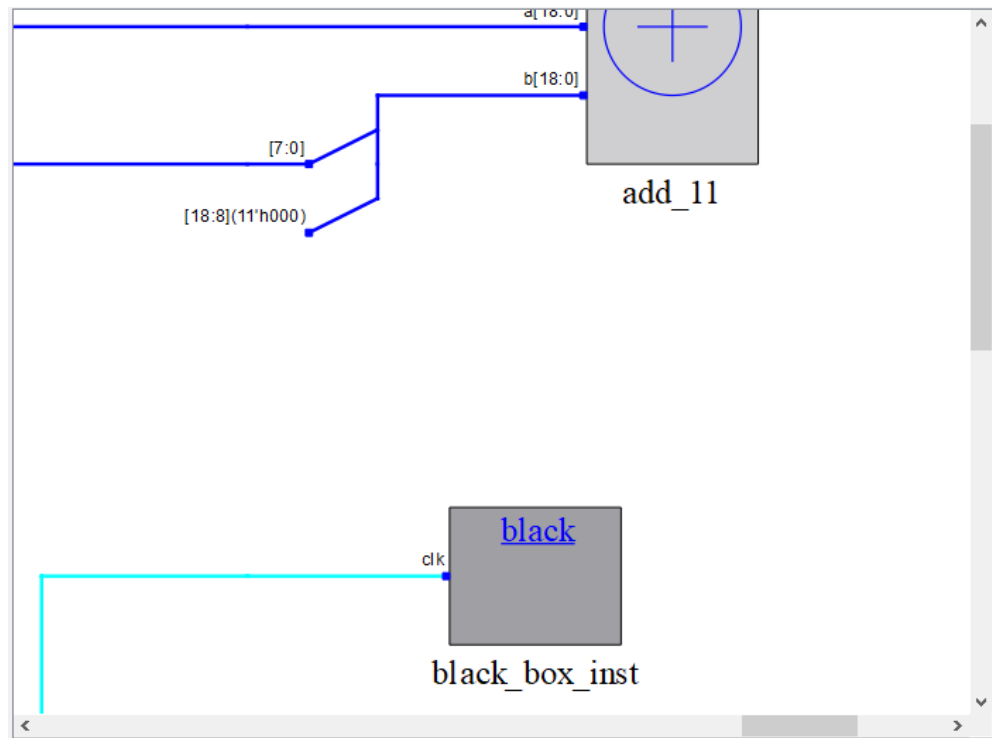 a[18:0]
b[18:0]
[7:0]
add_11
[18:8](11'h000)
black
clk
black_box_inst